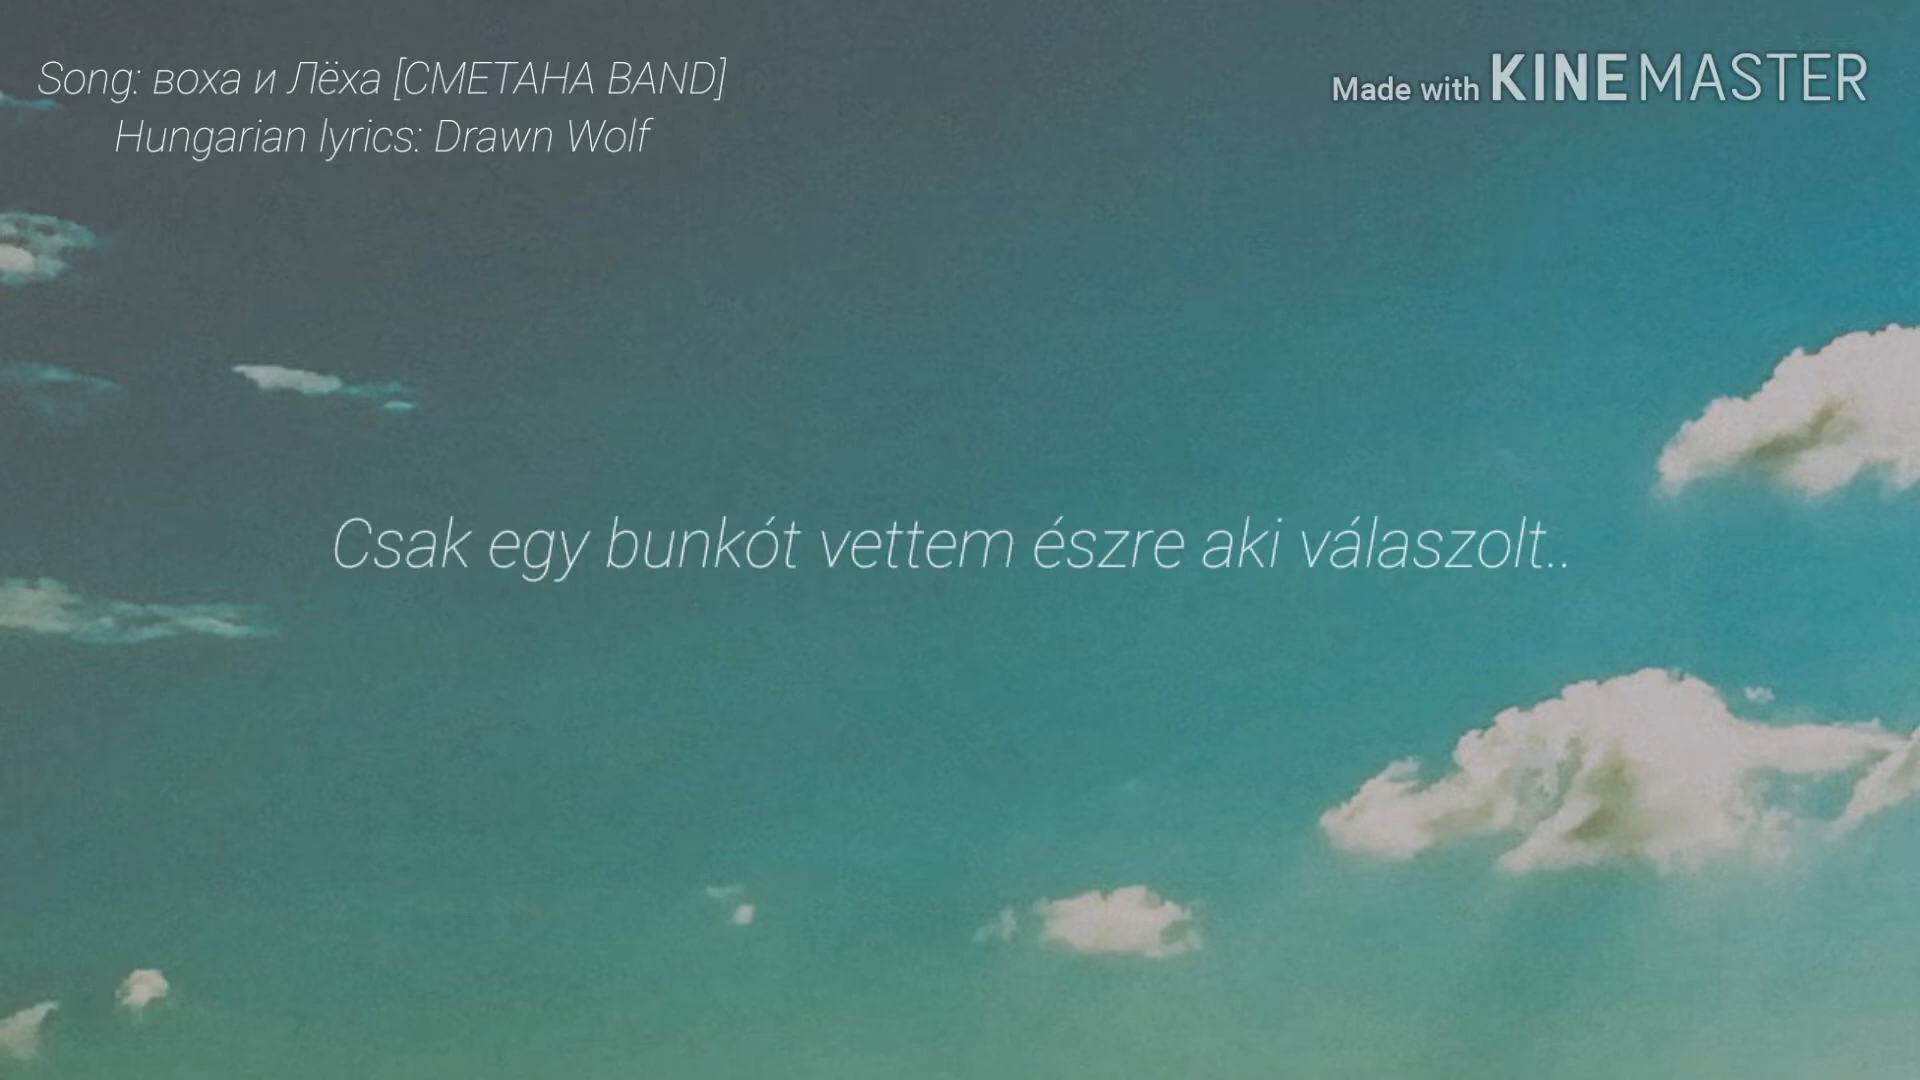 Song: воха и Лёха [СМЕТАНА BAND]
Hungarian lyrics: Drawn Wolf
Made with KINEMASTER
Csak egy bunkót vettem észre aki válaszolt..